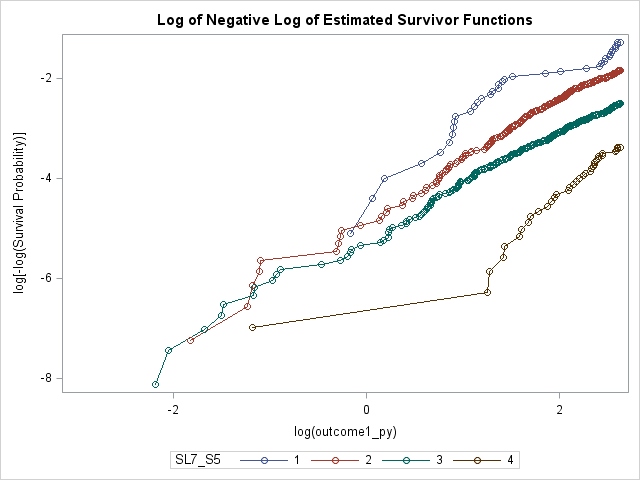 Log of Negative Log of Estimated Survivor Functions
log[-log(Survival Probability)]
-2
-4
-6
-8
-2 0 2
log(outcome1_py)
SL7_S5 1 2 3 4